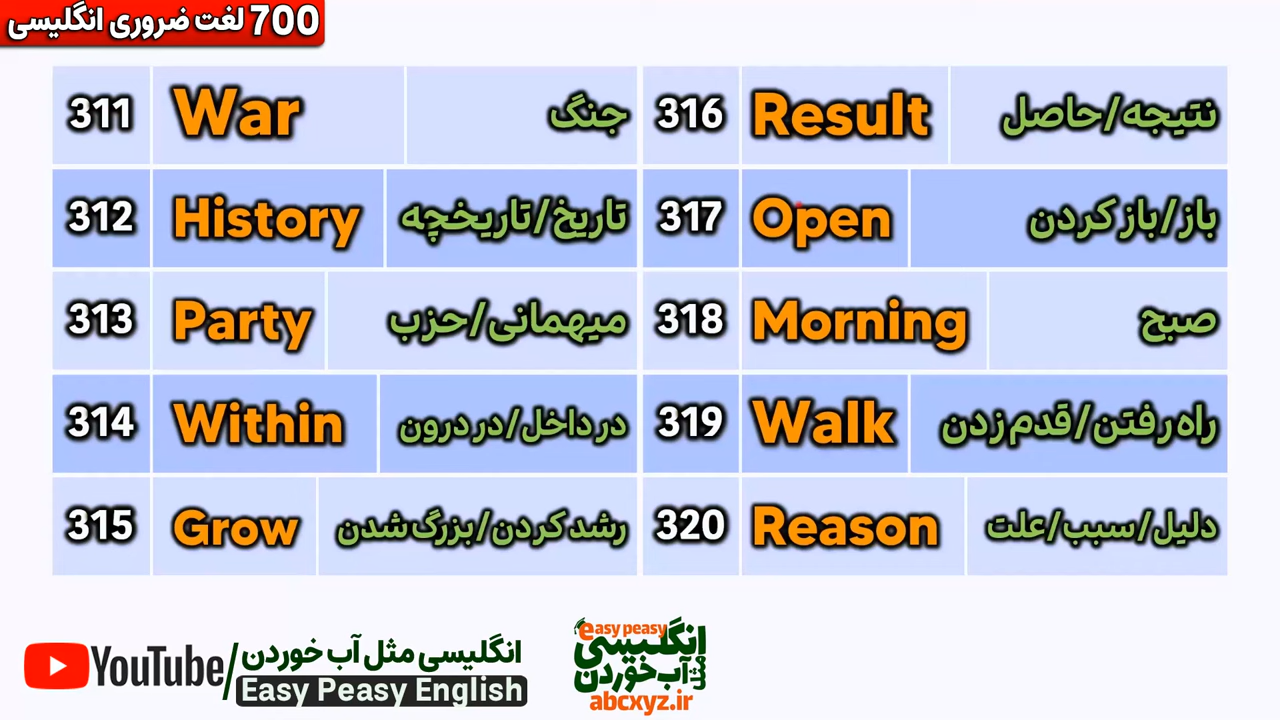 700 لغت ضروری انگلیسی
311 War جنگ
312 History تاریخ/تاریخچه
313 Party میهمانی/حزب
314 Within در داخل/در درون
315 Grow رشد کردن/بزرگ شدن
316 Result نتیجه/حاصل
317 Open باز/باز کردن
318 Morning صبح
319 Walk راه رفتن/قدم زدن
320 Reason دلیل/سبب/علت
YouTube/انگلیسی مثل آب خوردن
Easy Peasy English
easy peasy
انگلیسی
مثل آب خوردن
abcxyz.ir